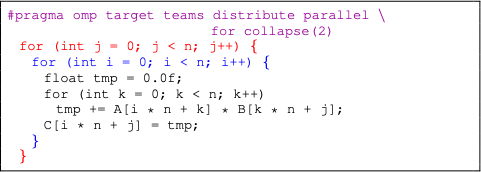 #pragma omp target teams distribute parallel \
for collapse(2)
for (int j = 0; j < n; j++) {
for (int i = 0; i < n; i++) {
float tmp = 0.0f;
for (int k = 0; k < n; k++)
tmp += A[i * n + k] * B[k * n + j];
C[i * n + j] = tmp;
}
}